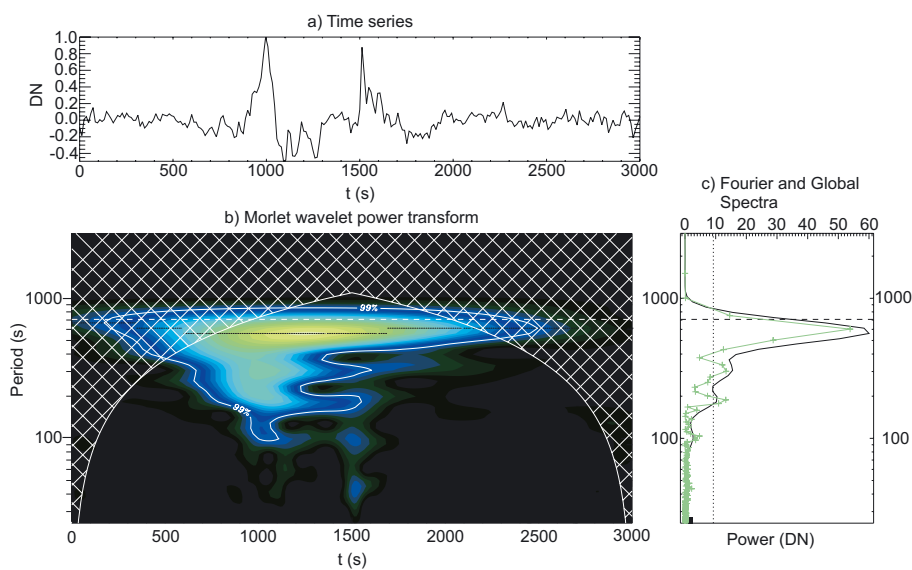 a) Time series
1.0
0.8
0.6
0.4
0.2
0.0
-0.2
-0.4
DN
0 500 1000 1500 2000 2500 3000
t (s)
c) Fourier and Global
Spectra
b) Morlet wavelet power transform
0 10 20 30 40 50 60
1000
100
Period (s)
99%
99%
1000
100
0 500 1000 1500 2000 2500 3000
t (s)
Power (DN)